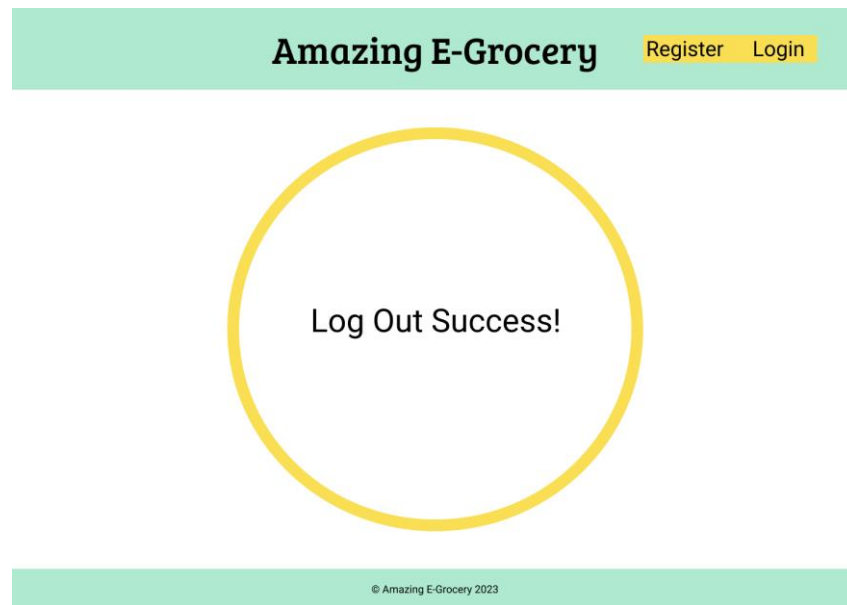 Amazing E-Grocery
Register Login
Log Out Success!
© Amazing E-Grocery 2023